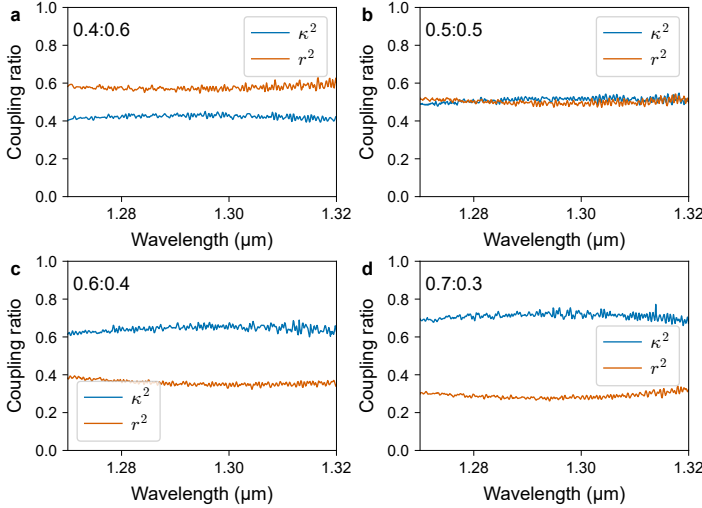 a
0.4:0.6
κ²
r²
Coupling ratio
1.0
0.8
0.6
0.4
0.2
0.0
1.28
1.30
1.32
Wavelength (μm)
b
0.5:0.5
κ²
r²
Coupling ratio
1.0
0.8
0.6
0.4
0.2
0.0
1.28
1.30
1.32
Wavelength (μm)
c
0.6:0.4
κ²
r²
Coupling ratio
1.0
0.8
0.6
0.4
0.2
0.0
1.28
1.30
1.32
Wavelength (μm)
d
0.7:0.3
κ²
r²
Coupling ratio
1.0
0.8
0.6
0.4
0.2
0.0
1.28
1.30
1.32
Wavelength (μm)